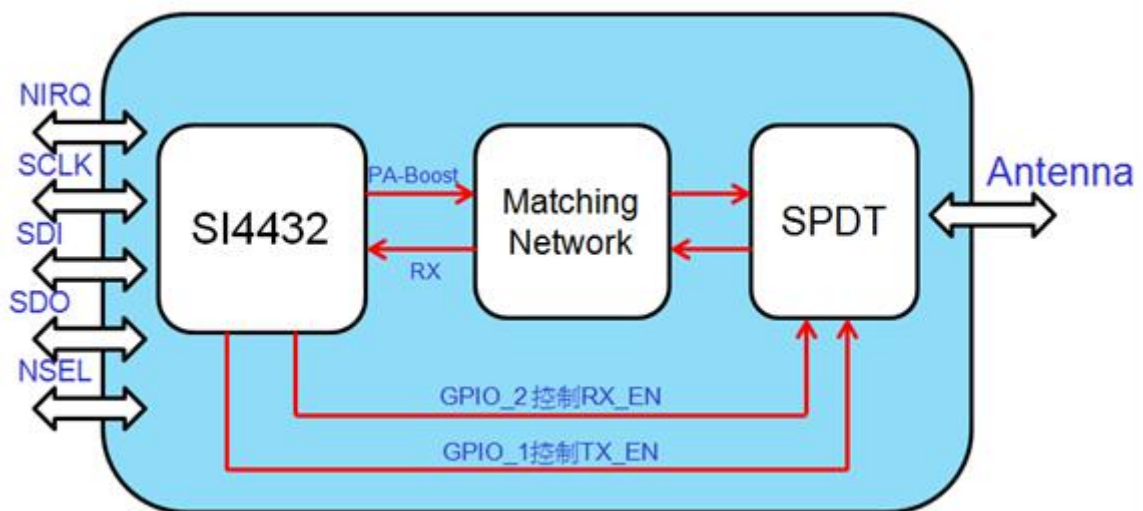 NIRQ
SCLK
SDI
SDO
NSEL
SI4432
PA-Boost
RX
Matching
Network
SPDT
Antenna
GPIO_2控制RX_EN
GPIO_1控制TX_EN